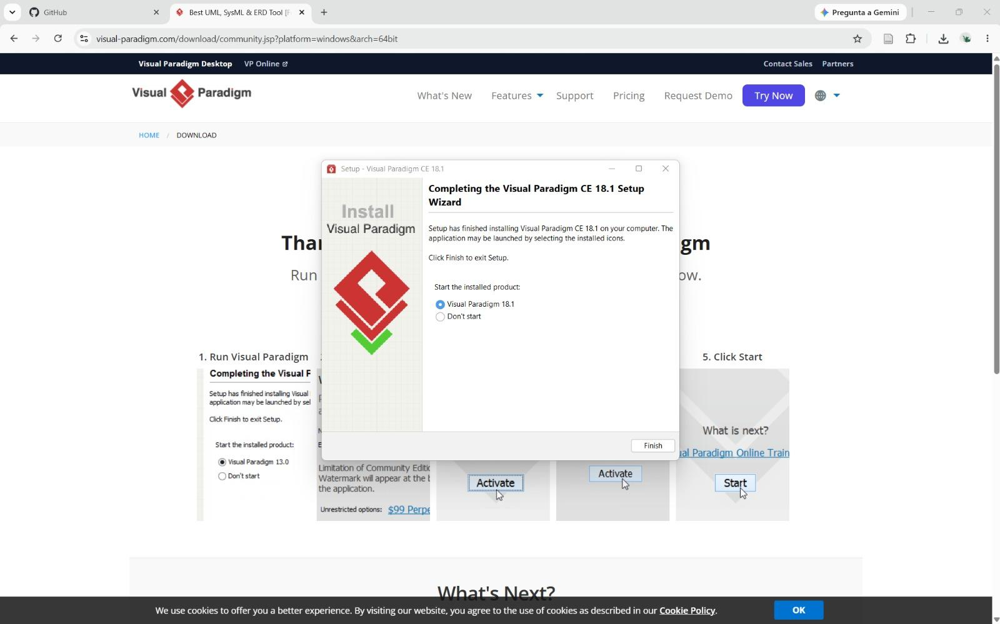 GitHub
Best UML, SysML & ERD Tool
Pregunta a Gemini
visual-paradigm.com/download/community.jsp?platform=windows&arch=64bit
Visual Paradigm Desktop
VP Online
Contact Sales
Partners
Visual Paradigm
What's New
Features
Support
Pricing
Request Demo
Try Now
HOME / DOWNLOAD
Setup - Visual Paradigm CE 18.1
Install
Visual Paradigm
Completing the Visual Paradigm CE 18.1 Setup
Wizard
Setup has finished installing Visual Paradigm CE 18.1 on your computer. The
application may be launched by selecting the installed icons.
Click Finish to exit Setup.
Start the installed product:
Visual Paradigm 18.1
Don't start
Finish
Run
1. Run Visual Paradigm
Completing the Visual
Setup has finished installing Visual
application may be launched by
Click Finish to exit Setup.
Start the installed product:
Visual Paradigm 13.0
Don't start
Limitation of Community
Watermark will appear at the
the application.
Unrestricted options: $99
Activate
Activate
5. Click Start
What is next?
Paradigm Online
Start
What's Next?
We use cookies to offer you a better experience. By visiting our website, you agree to the use of cookies as described in our Cookie Policy.
OK